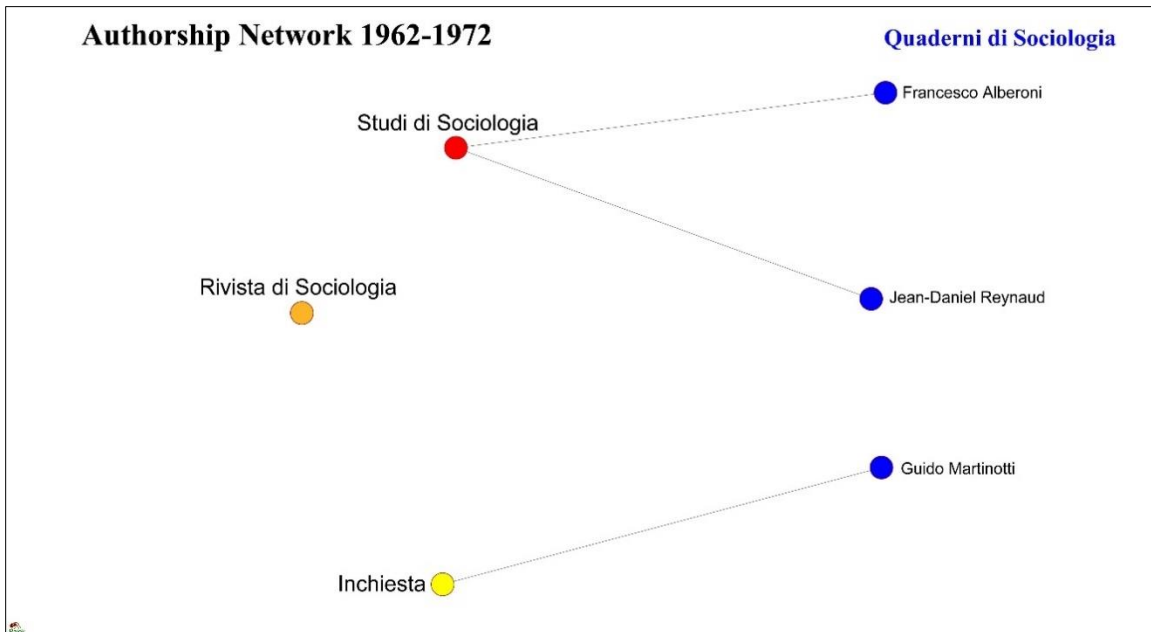 Authorship Network 1962-1972
Quaderni di Sociologia
Francesco Alberoni
Studi di Sociologia
Rivista di Sociologia
Jean-Daniel Reynaud
Guido Martinotti
Inchiesta